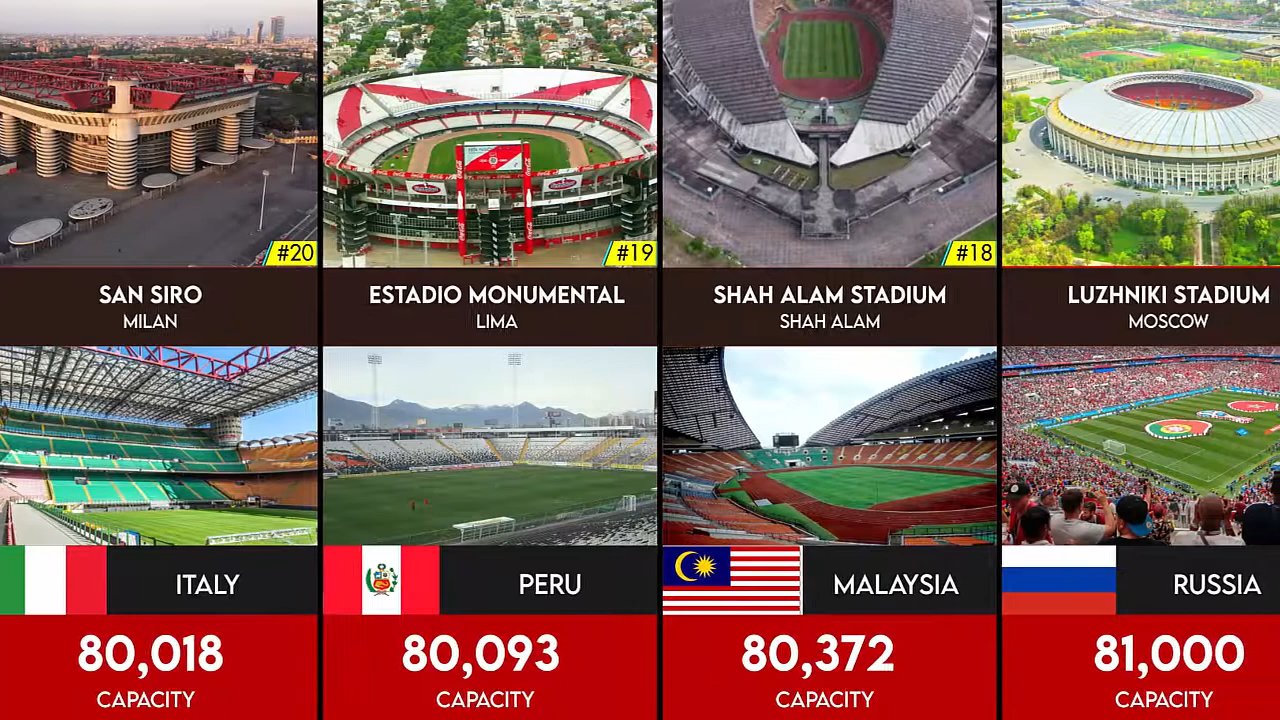 #20
SAN SIRO
MILAN
ITALY
80,018
CAPACITY
#19
ESTADIO MONUMENTAL
LIMA
PERU
80,093
CAPACITY
#18
SHAH ALAM STADIUM
SHAH ALAM
MALAYSIA
80,372
CAPACITY
LUZHNIKI STADIUM
MOSCOW
RUSSIA
81,000
CAPACITY